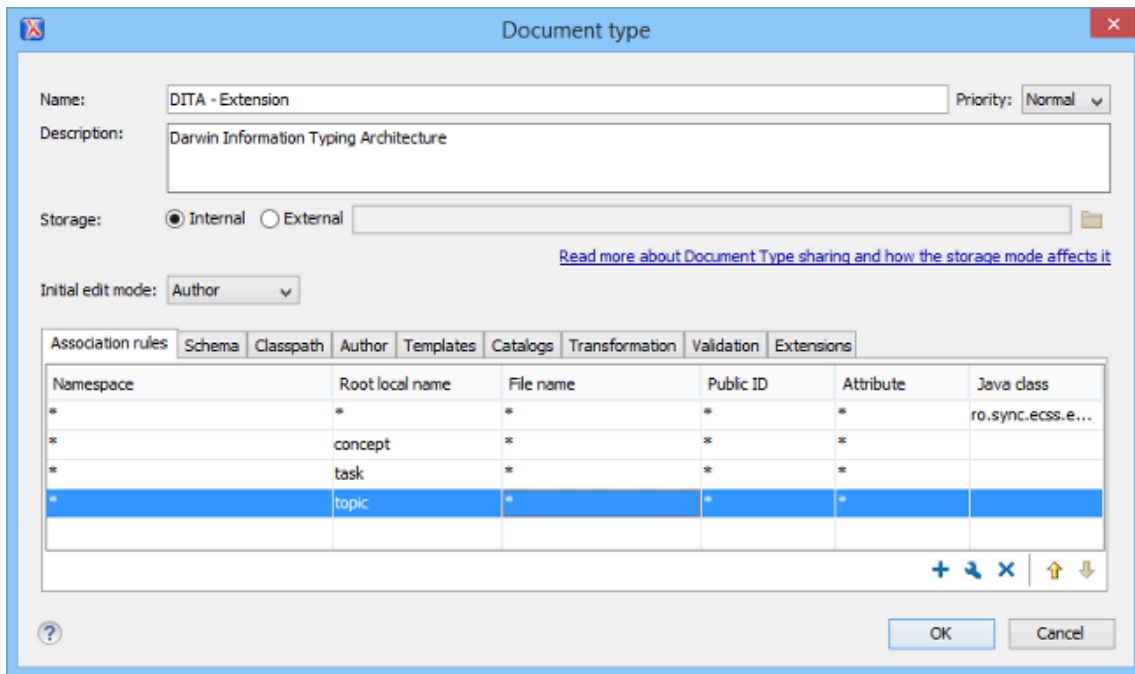 Document type
Name: DITA - Extension Priority: Normal
Description: Darwin Information Typing Architecture
Storage: Internal External
Read more about Document Type sharing and how the storage mode affects it
Initial edit mode: Author
Association rules Schema Classpath Author Templates Catalogs Transformation Validation Extensions
Namespace Root local name File name Public ID Attribute Java class
* * * * * ro.sync.ecss.e...
* concept * * *
* task * * *
* topic * * *
? OK Cancel